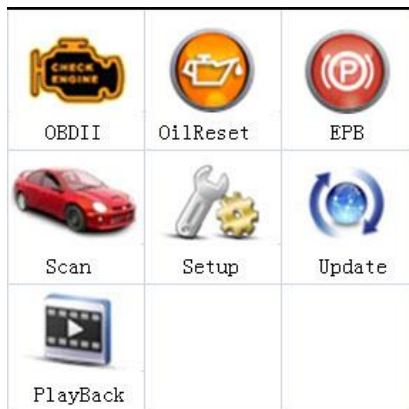 CHECK
ENGINE
P
OBDII OilReset EPB
Scan Setup Update
PlayBack